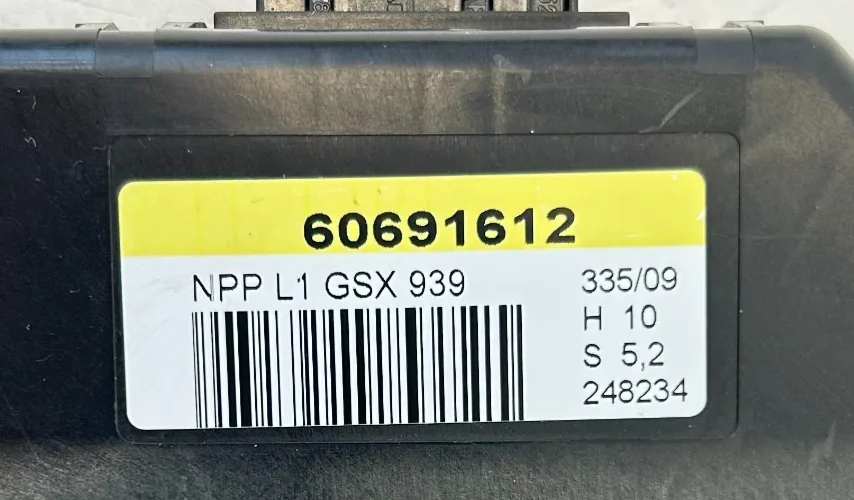 60691612
NPP L1 GSX 939
335/09
H 10
S 5,2
248234